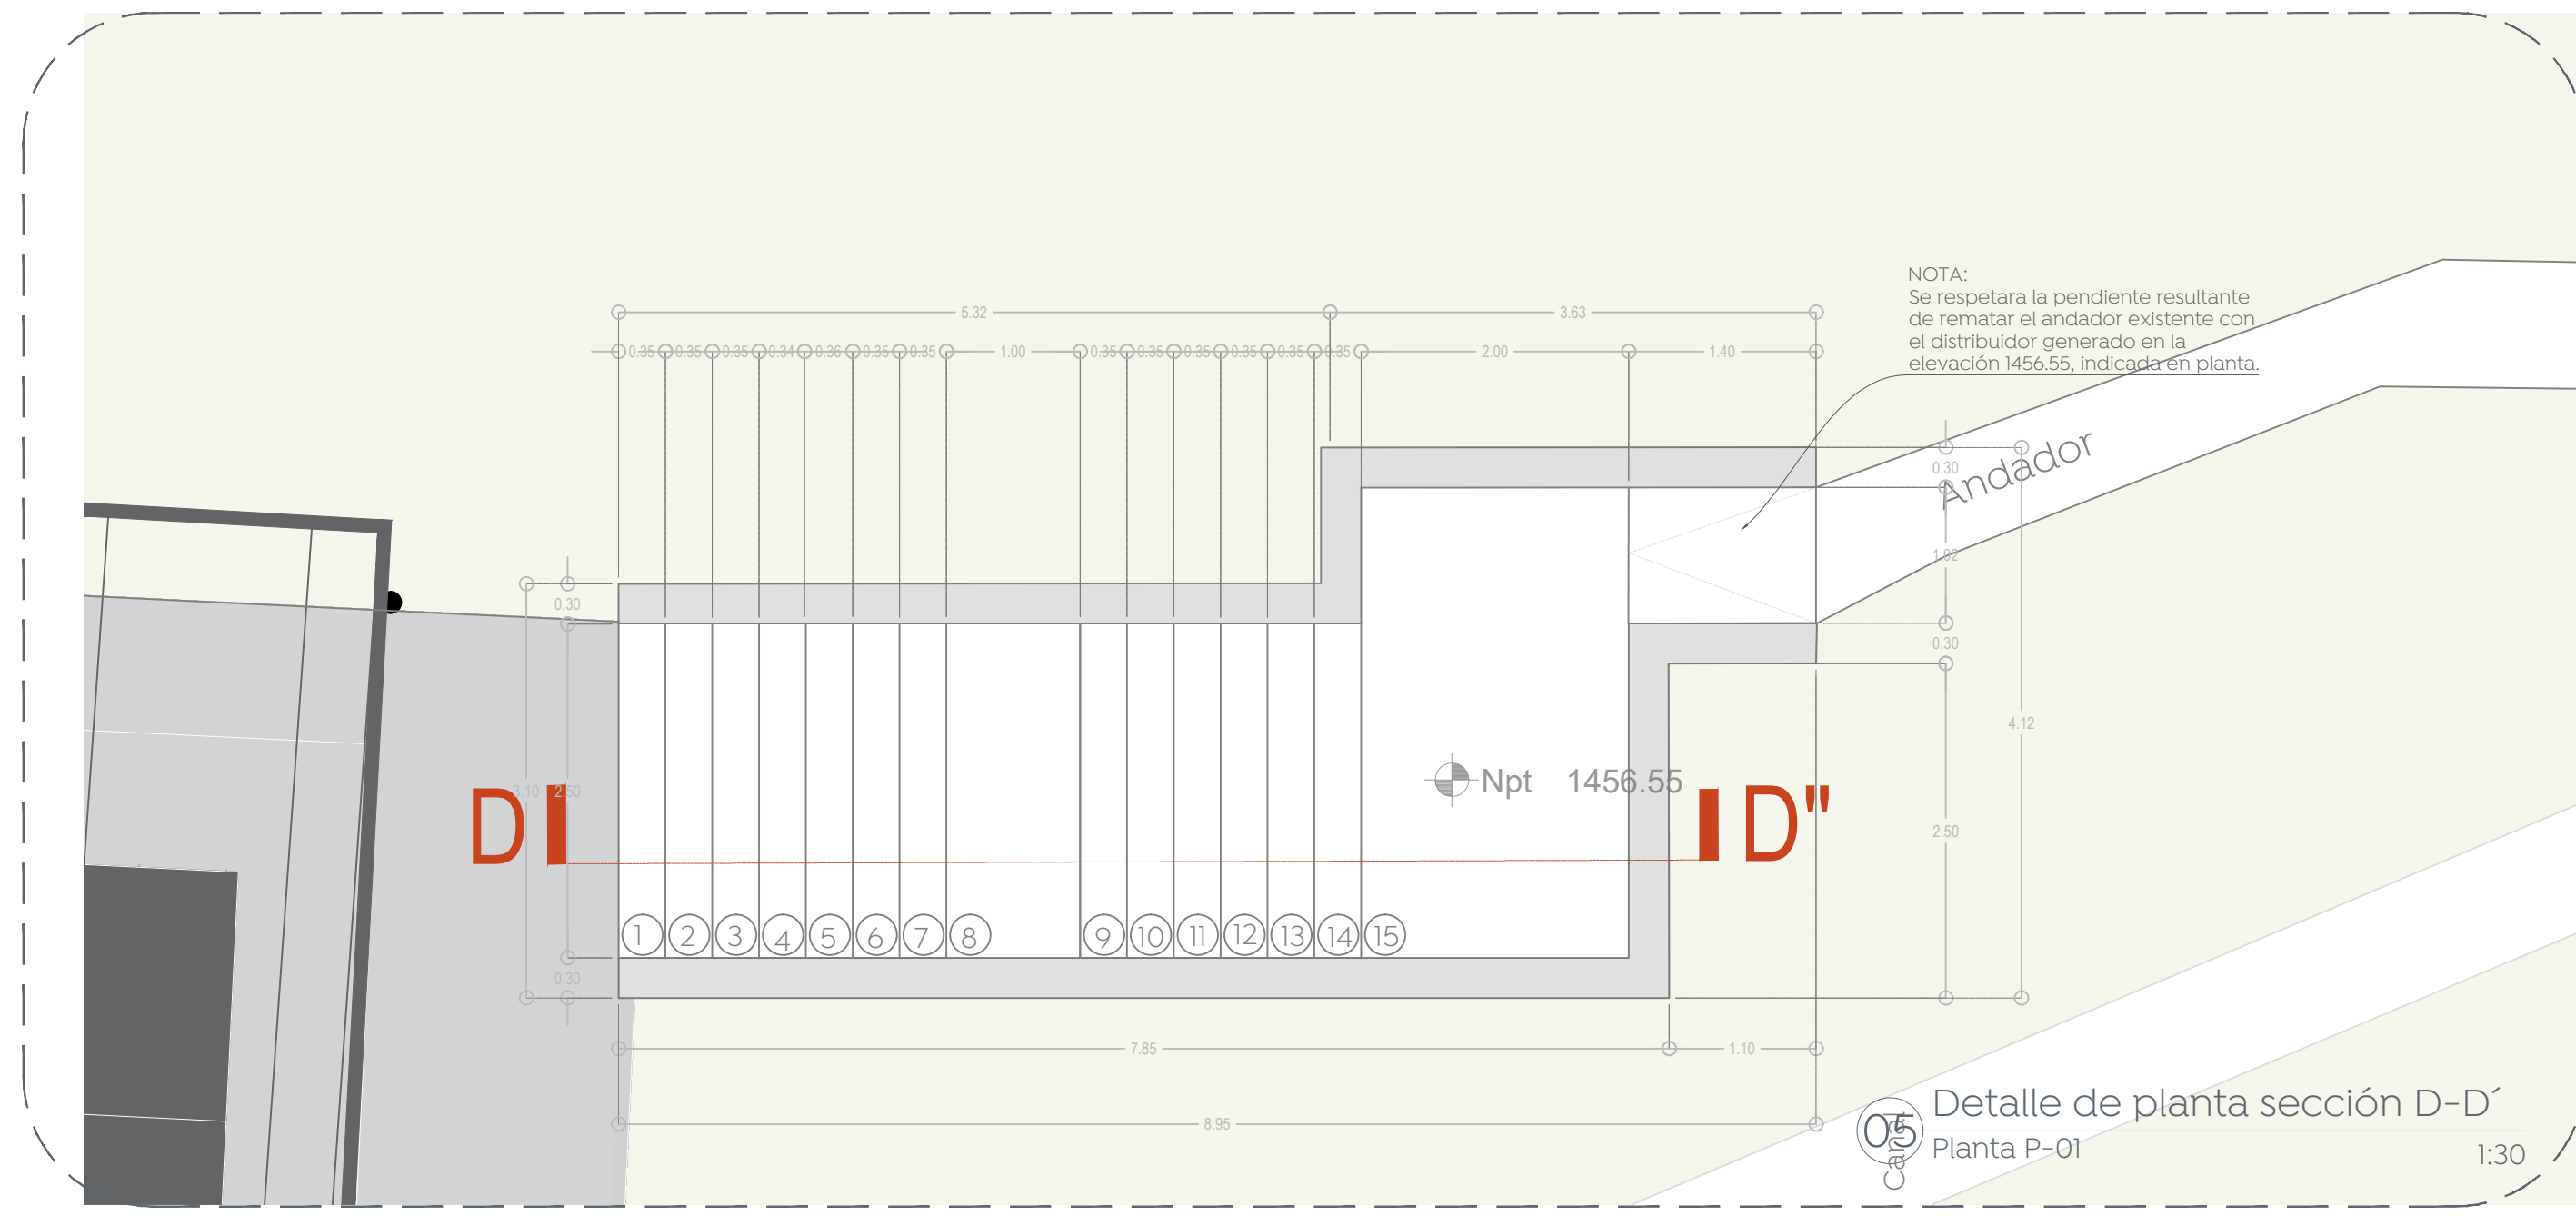 NOTA:
Se respetara la pendiente resultante
de rematar el andador existente con
el distribuidor generado en la
elevación 1456.55, indicada en planta.
5.32 3.63
0.35 0.35 0.35 0.34 0.36 0.35 0.35 1.00 0.35 0.35 0.35 0.35 0.35 0.35 2.00 1.40
Andador
0.30
1.02
0.30
4.12
2.50
0.30
3.10 2.50
0.30
D D"
Npt 1456.55
1 2 3 4 5 6 7 8 9 10 11 12 13 14 15
7.85 1.10
8.95
05
Canal
Detalle de planta sección D-D´
Planta P-01
1:30